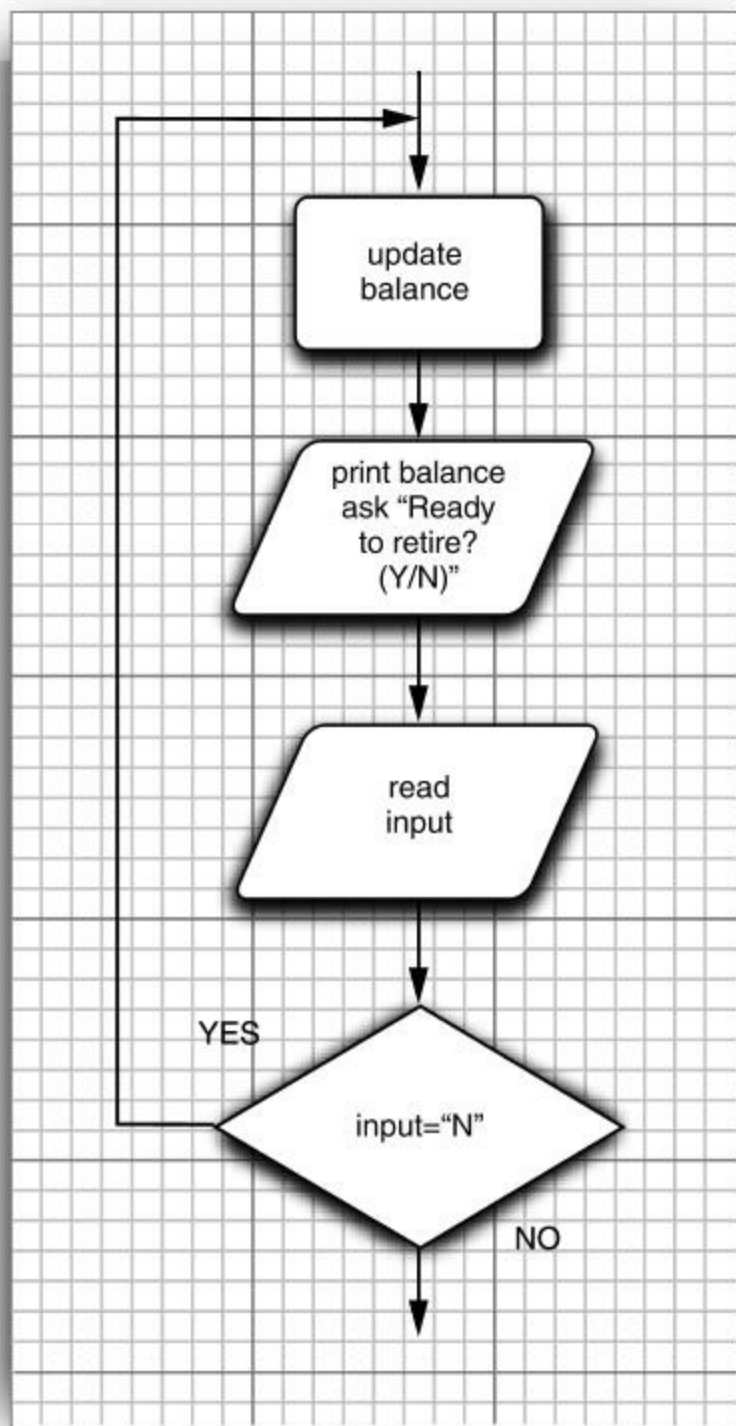 update
balance
print balance
ask “Ready
to retire?
(Y/N)”
read
input
YES
input=“N”
NO